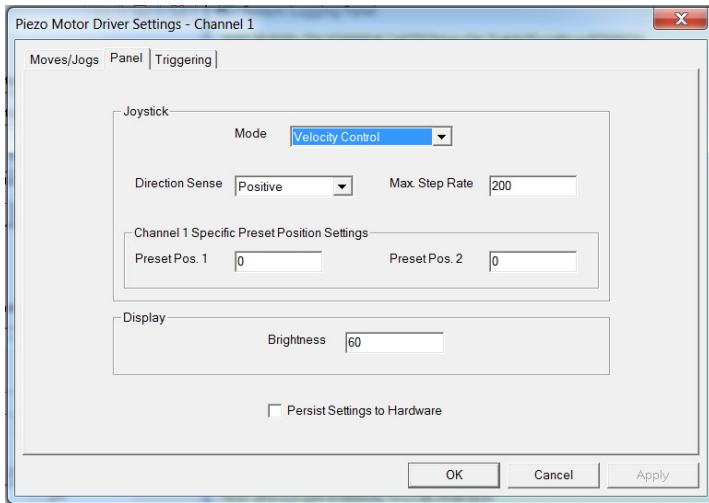 Piezo Motor Driver Settings - Channel 1
Moves/Jogs Panel Triggering
Joystick
Mode Velocity Control
Direction Sense Positive Max. Step Rate 200
Channel 1 Specific Preset Position Settings
Preset Pos. 1 0 Preset Pos. 2 0
Display
Brightness 60
Persist Settings to Hardware
OK Cancel Apply